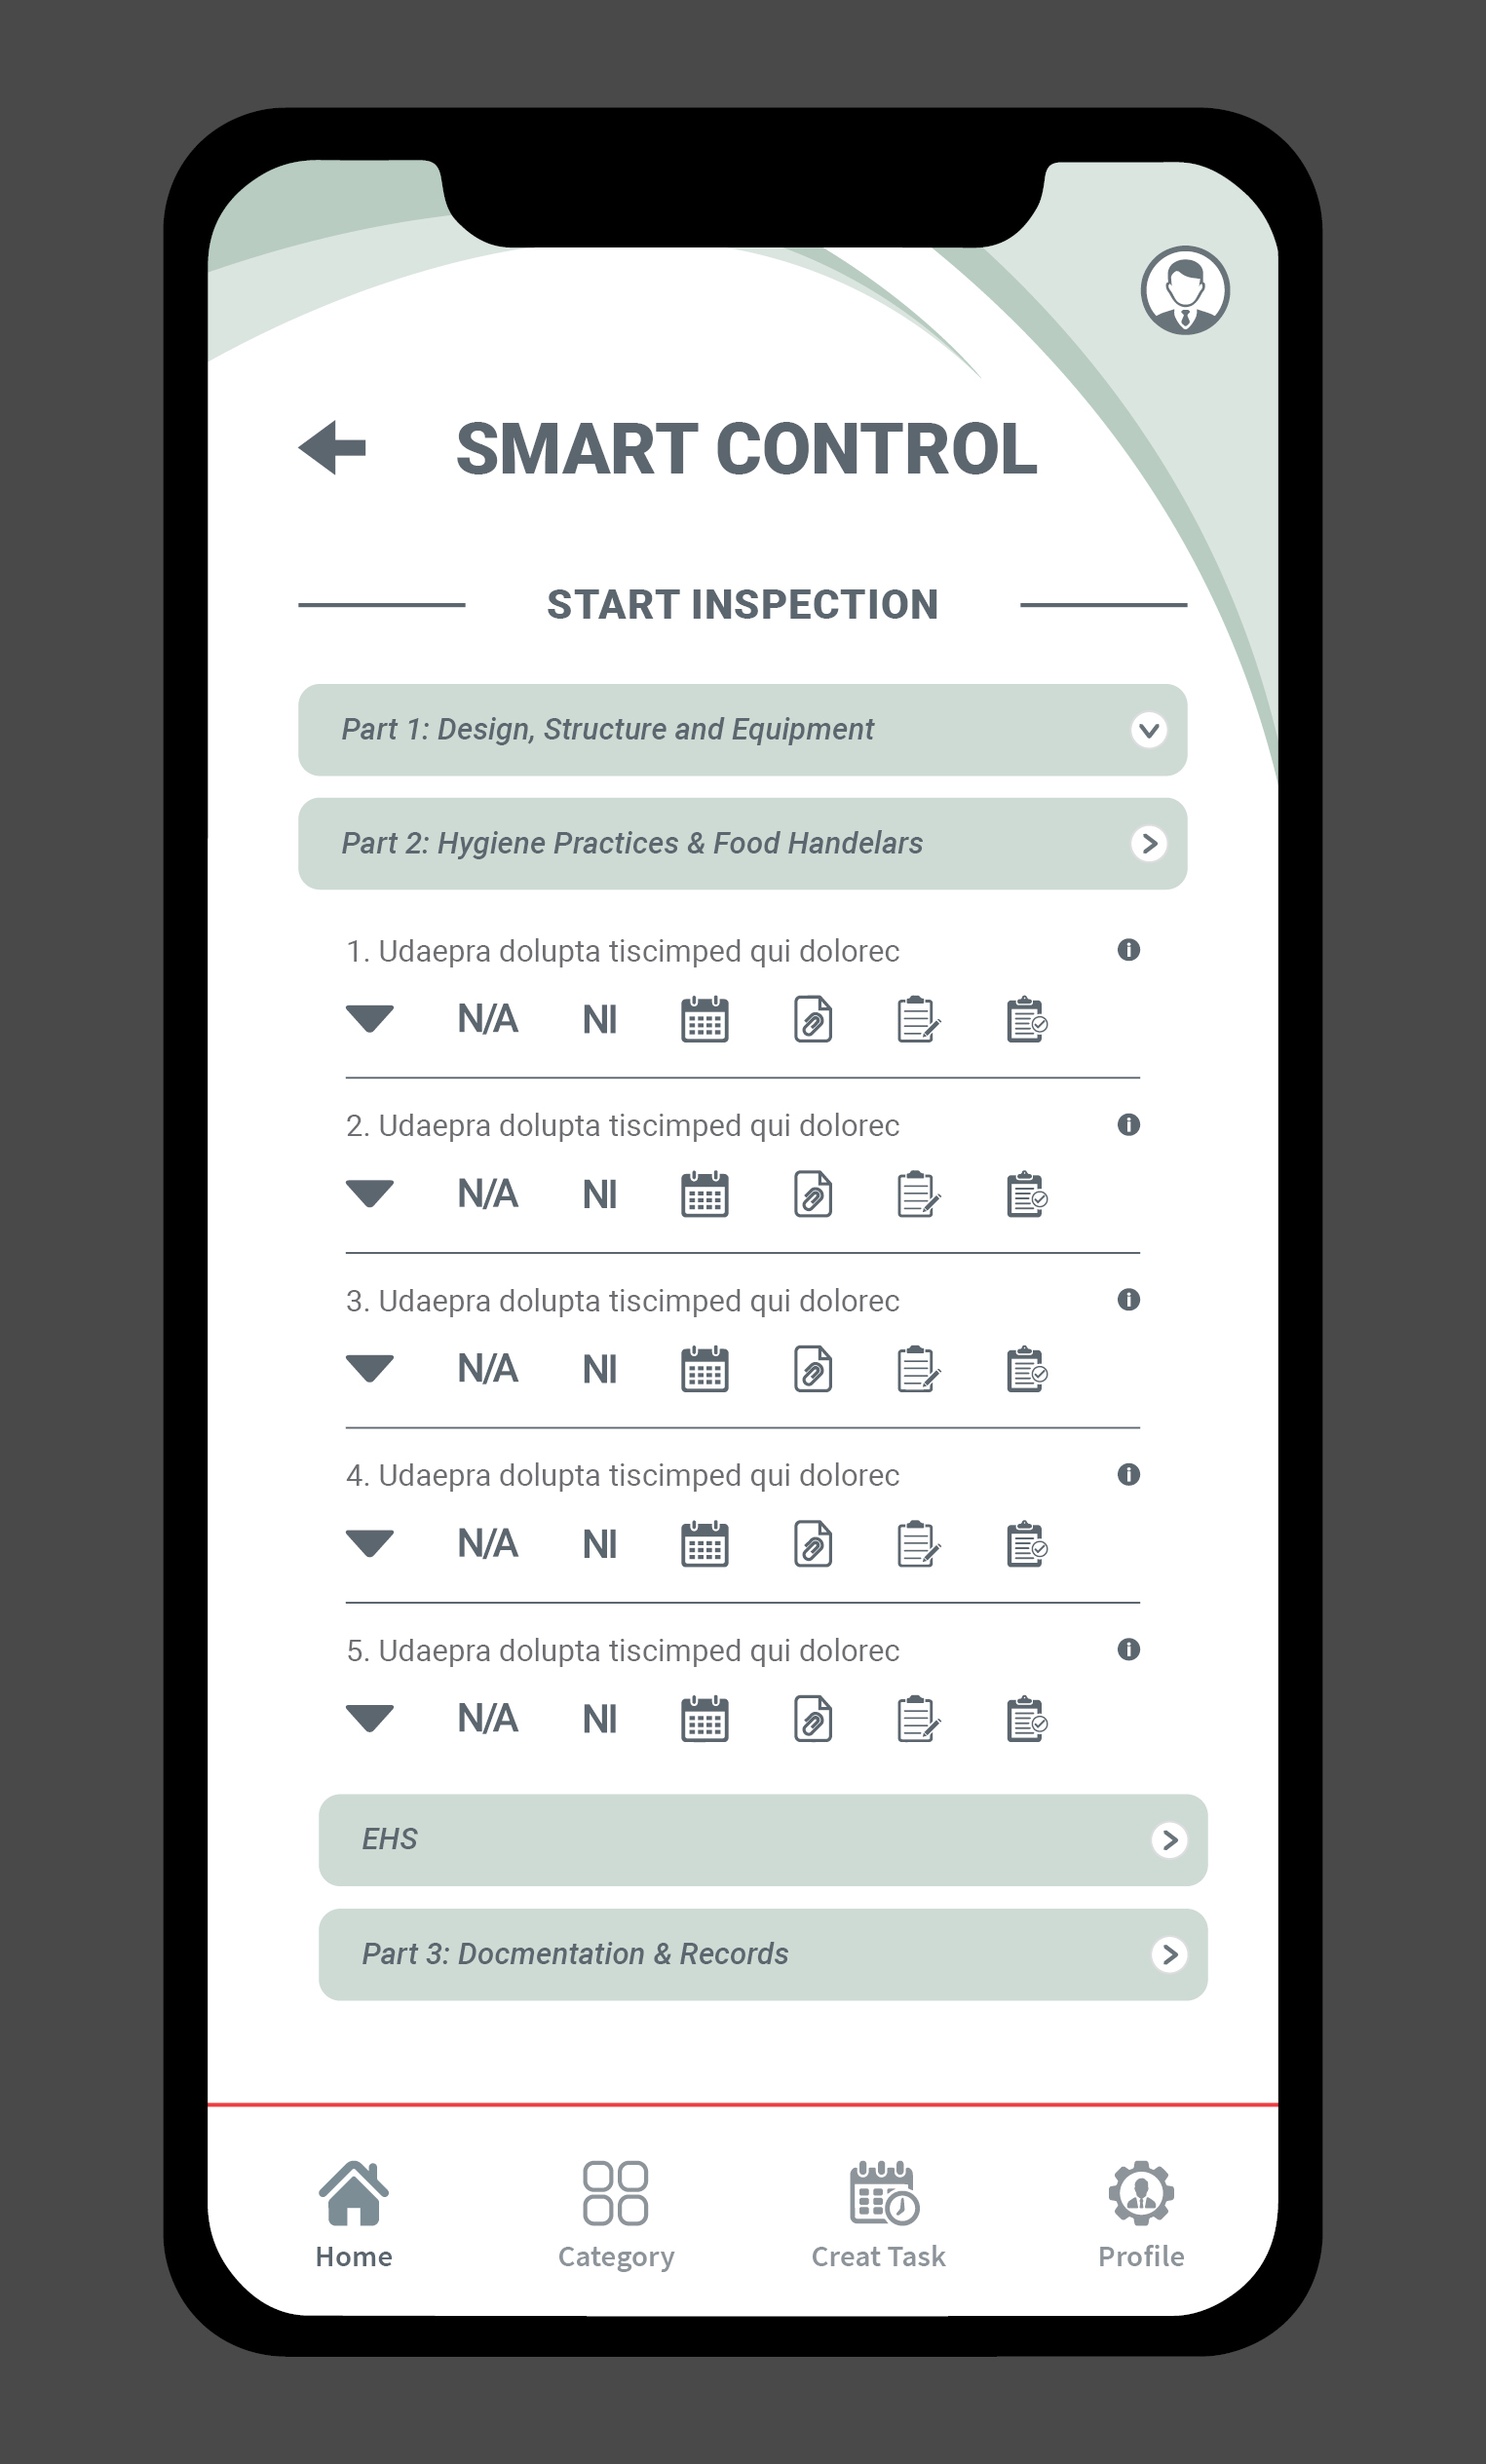 SMART CONTROL
START INSPECTION
Part 1: Design, Structure and Equipment
Part 2: Hygiene Practices & Food Handelars
1. Udaepra dolupta tiscimped qui dolorec
N/A NI
2. Udaepra dolupta tiscimped qui dolorec
N/A NI
3. Udaepra dolupta tiscimped qui dolorec
N/A NI
4. Udaepra dolupta tiscimped qui dolorec
N/A NI
5. Udaepra dolupta tiscimped qui dolorec
N/A NI
EHS
Part 3: Docmentation & Records
Home Category Creat Task Profile